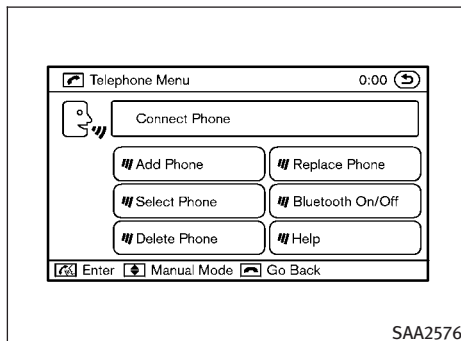 Telephone Menu 0:00
Connect Phone
Add Phone Replace Phone
Select Phone Bluetooth On/Off
Delete Phone Help
Enter Manual Mode Go Back
SAA2576